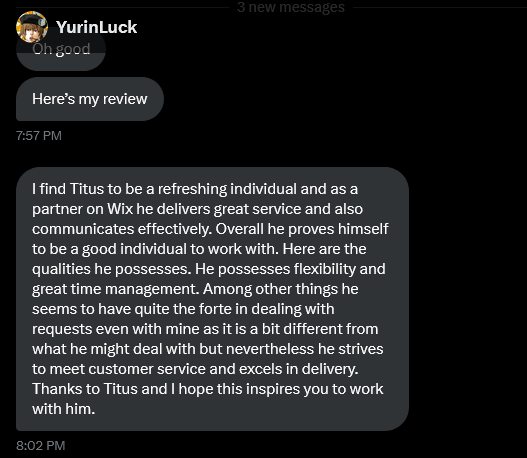 3 new messages
YurinLuck
Oh good
Here's my review
7:57 PM
I find Titus to be a refreshing individual and as a
partner on Wix he delivers great service and also
communicates effectively. Overall he proves himself
to be a good individual to work with. Here are the
qualities he possesses. He possesses flexibility and
great time management. Among other things he
seems to have quite the forte in dealing with
requests even with mine as it is a bit different from
what he might deal with but nevertheless he strives
to meet customer service and excels in delivery.
Thanks to Titus and I hope this inspires you to work
with him.
8:02 PM